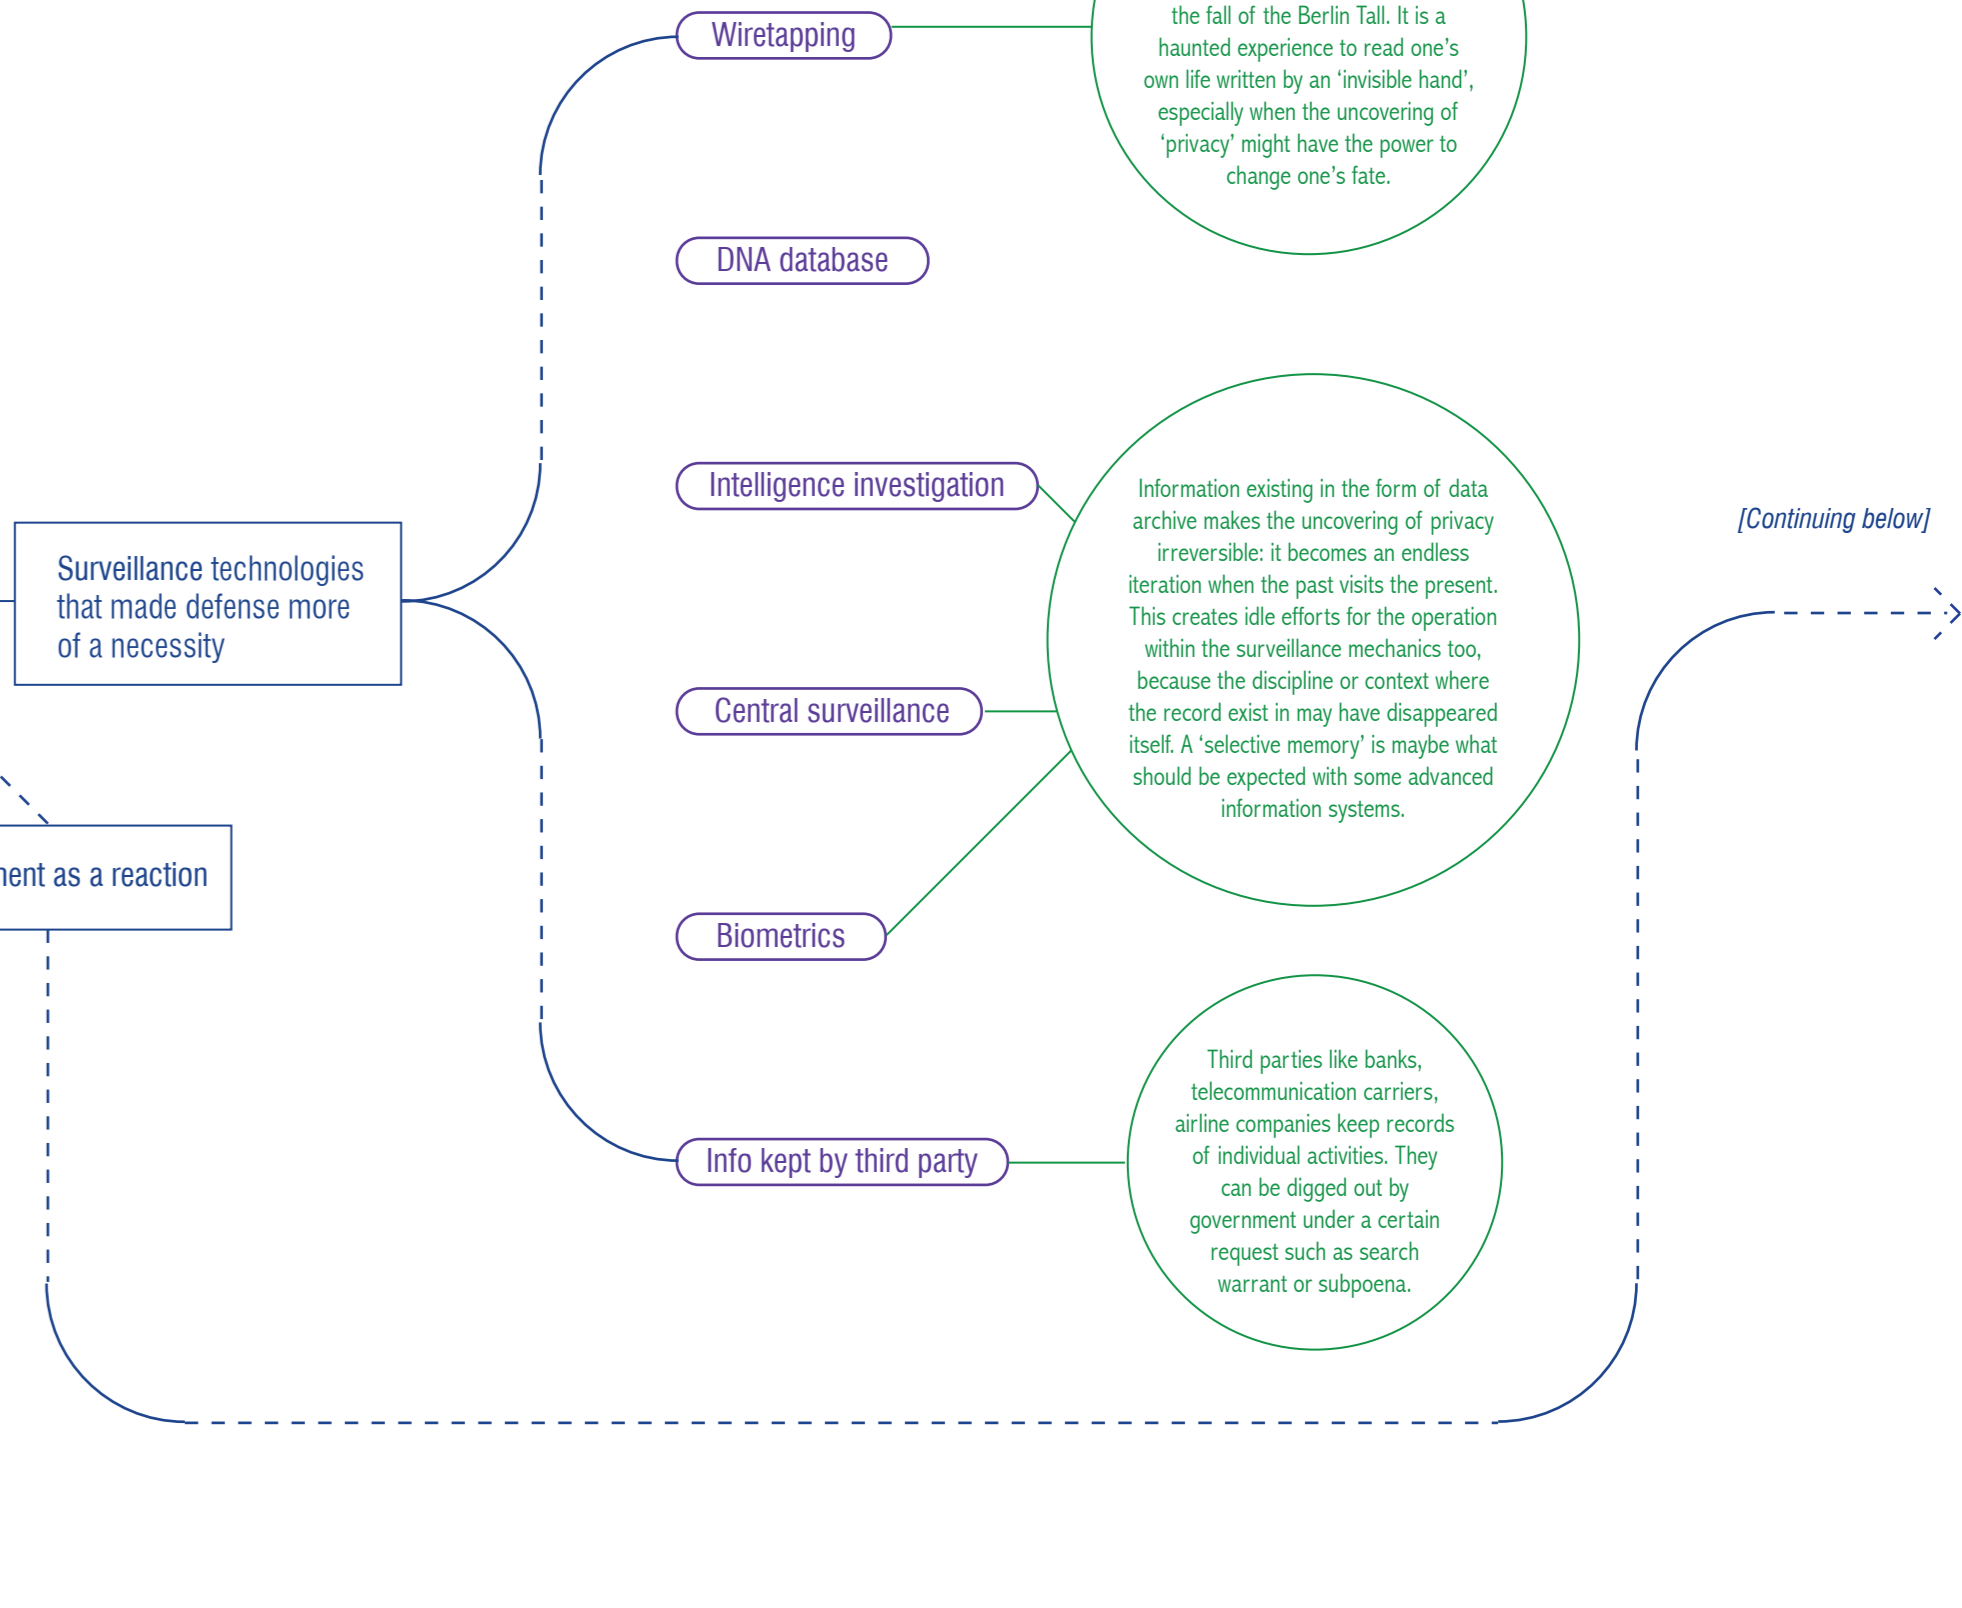 Wiretapping
the fall of the Berlin Tall. It is a
haunted experience to read one's
own life written by an ‘invisible hand’,
especially when the uncovering of
‘privacy’ might have the power to
change one's fate.
DNA database
Intelligence investigation
Information existing in the form of data
archive makes the uncovering of privacy
irreversible: it becomes an endless
iteration when the past visits the present.
This creates idle efforts for the operation
within the surveillance mechanics too,
because the discipline or context where
the record exist in may have disappeared
itself. A ‘selective memory’ is maybe what
should be expected with some advanced
information systems.
[Continuing below]
Surveillance technologies
that made defense more
of a necessity
Central surveillance
as a reaction
Biometrics
Info kept by third party
Third parties like banks,
telecommunication carriers,
airline companies keep records
of individual activities. They
can be digged out by
government under a certain
request such as search
warrant or subpoena.